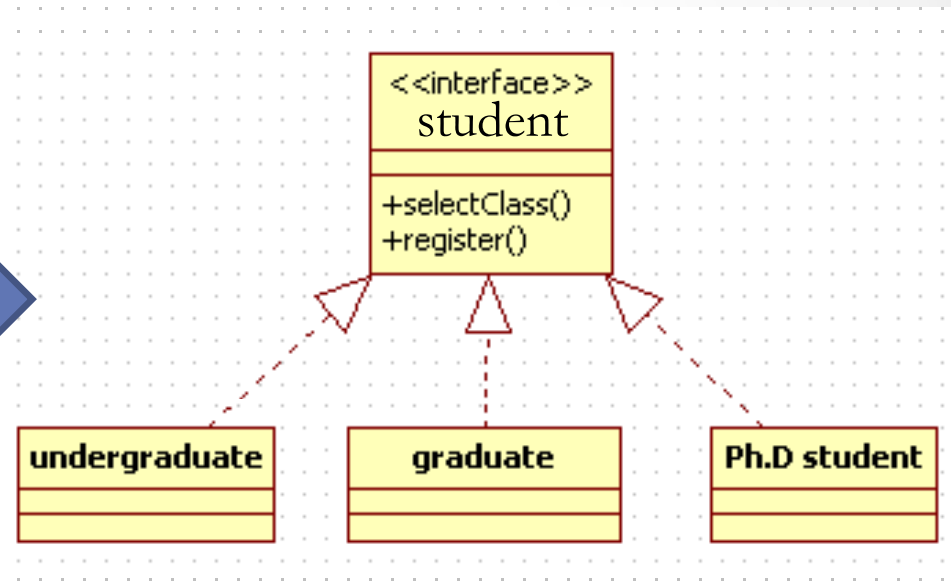 <<interface>>
student
+selectClass()
+register()
undergraduate
graduate
Ph.D student